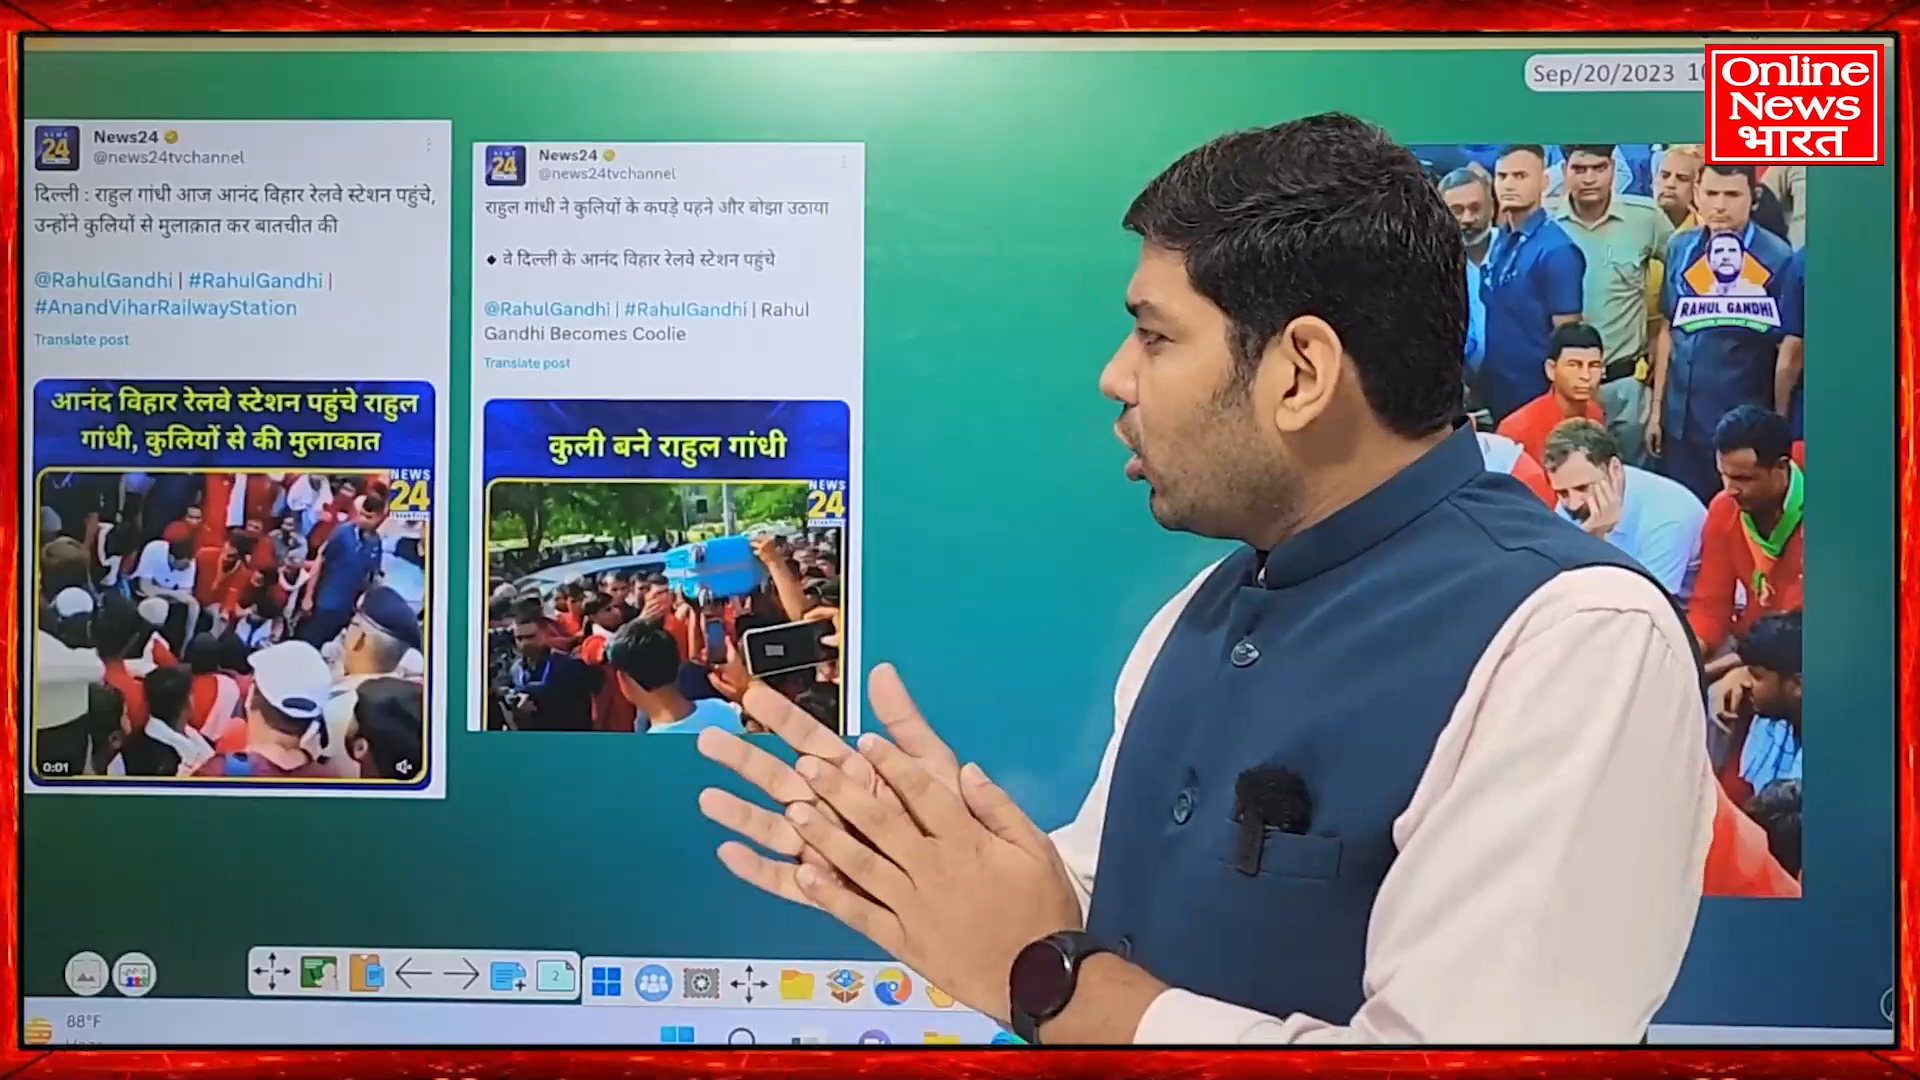 Sep/20/2023
Online
News
भारत
News24
@news24tvchannel
दिल्ली : राहुल गांधी आज आनंद विहार रेलवे स्टेशन पहुंचे,
उन्होंने कुलियों से मुलाक़ात कर बातचीत की
@RahulGandhi | #RahulGandhi |
#AnandViharRailwayStation
Translate post
आनंद विहार रेलवे स्टेशन पहुंचे राहुल
गांधी, कुलियों से की मुलाकात
NEWS
24
0:01
News24
@news24tvchannel
राहुल गांधी ने कुलियों के कपड़े पहने और बोझा उठाया
◆ वे दिल्ली के आनंद विहार रेलवे स्टेशन पहुंचे
@RahulGandhi | #RahulGandhi | Rahul
Gandhi Becomes Coolie
Translate post
कुली बने राहुल गांधी
NEWS
24
RAHUL GANDHI
2
88°F